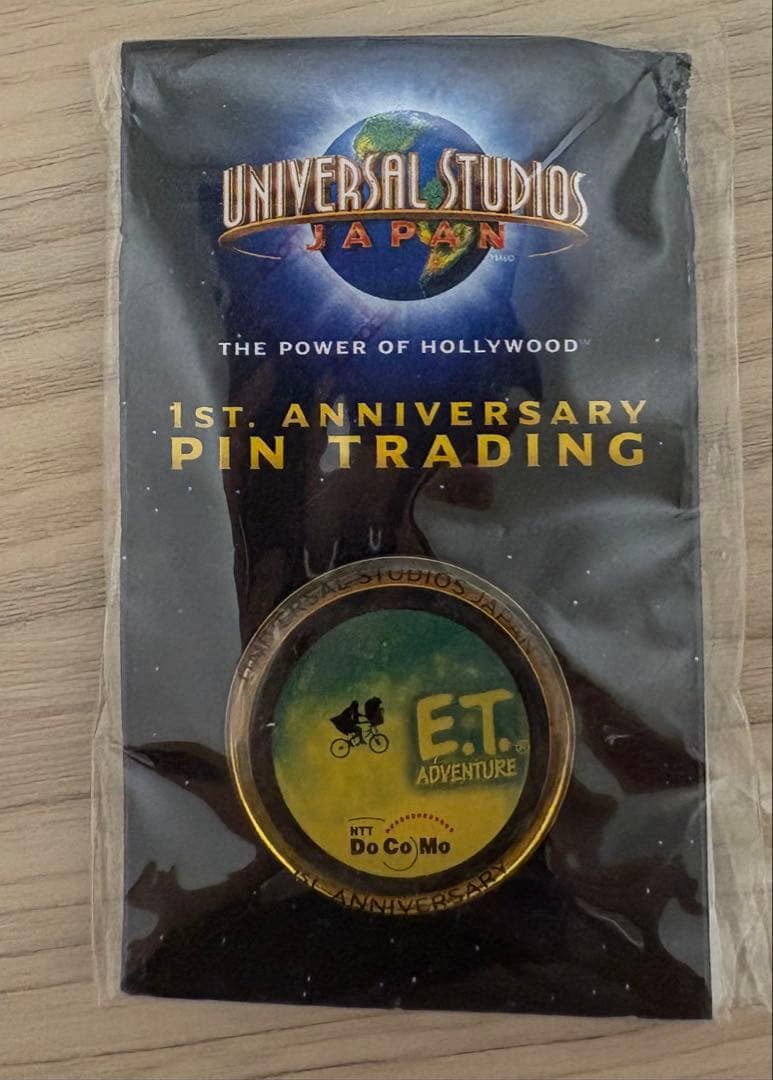 UNIVERSAL STUDIOS
JAPAN
THE POWER OF HOLLYWOOD
1ST. ANNIVERSARY
PIN TRADING
UNIVERSAL STUDIOS JAPAN
E.T.®
ADVENTURE
NTT
DoCoMo
1ST ANNIVERSARY